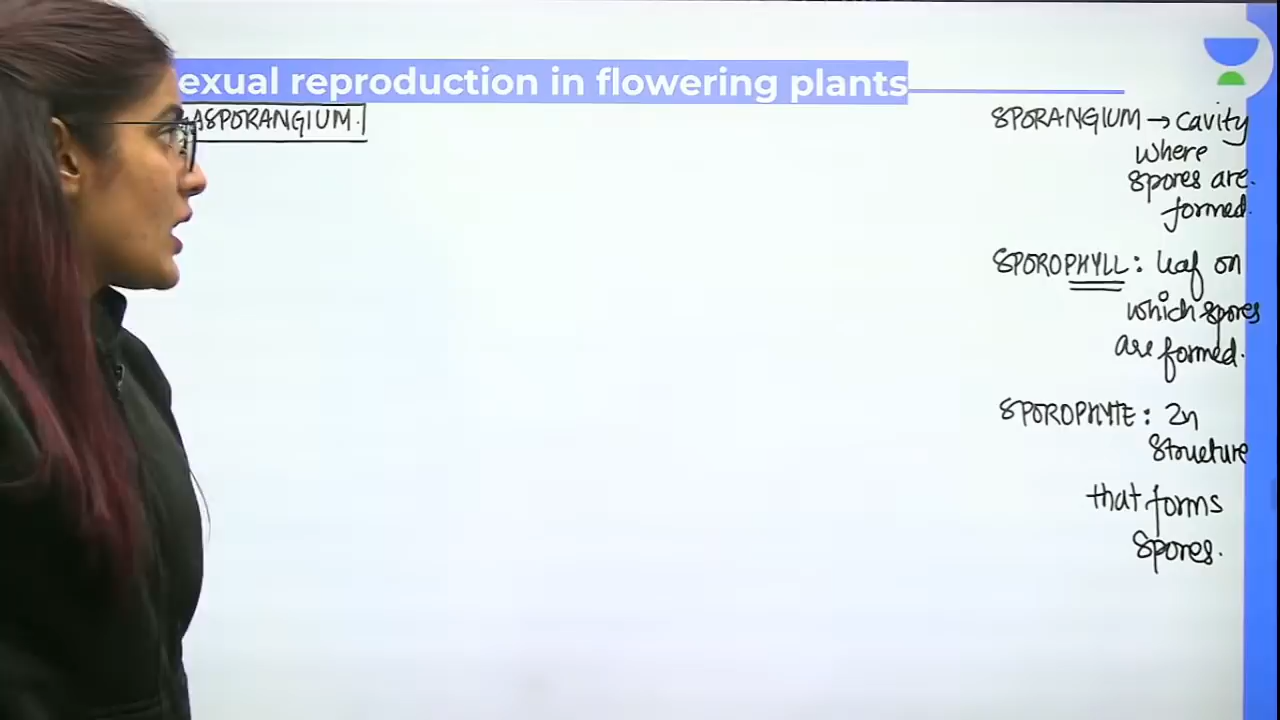 exual reproduction in flowering plants
ASPORANGIUM.
SPORANGIUM → cavity
where
spores are
formed.
SPOROPHYLL: leaf on
which spores
are formed.
SPOROPHYTE: 2n
structure
that forms
spores.